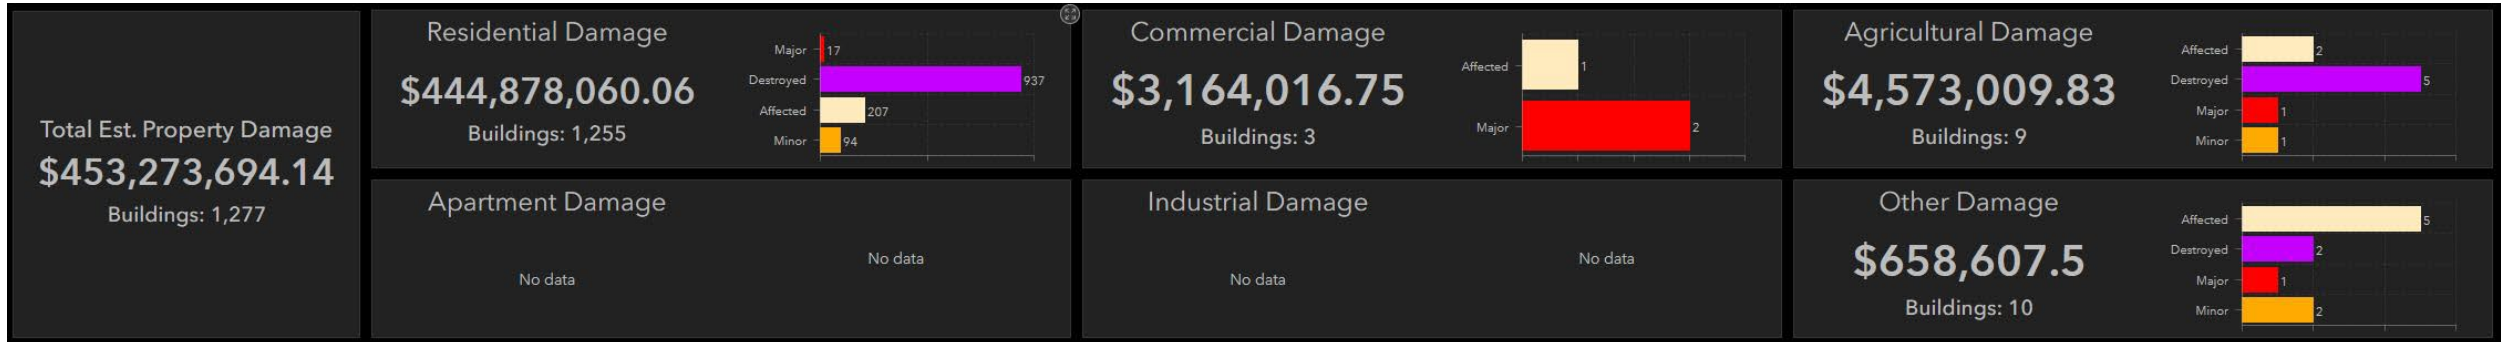 Total Est. Property Damage
$453,273,694.14
Buildings: 1,277
Residential Damage
$444,878,060.06
Buildings: 1,255
Major 17
Destroyed 937
Affected 207
Minor 94
Commercial Damage
$3,164,016.75
Buildings: 3
Affected 1
Major 2
Agricultural Damage
$4,573,009.83
Buildings: 9
Affected 2
Destroyed 5
Major 1
Minor 1
Apartment Damage
No data
No data
Industrial Damage
No data
No data
Other Damage
$658,607.5
Buildings: 10
Affected 5
Destroyed 2
Major 1
Minor 2